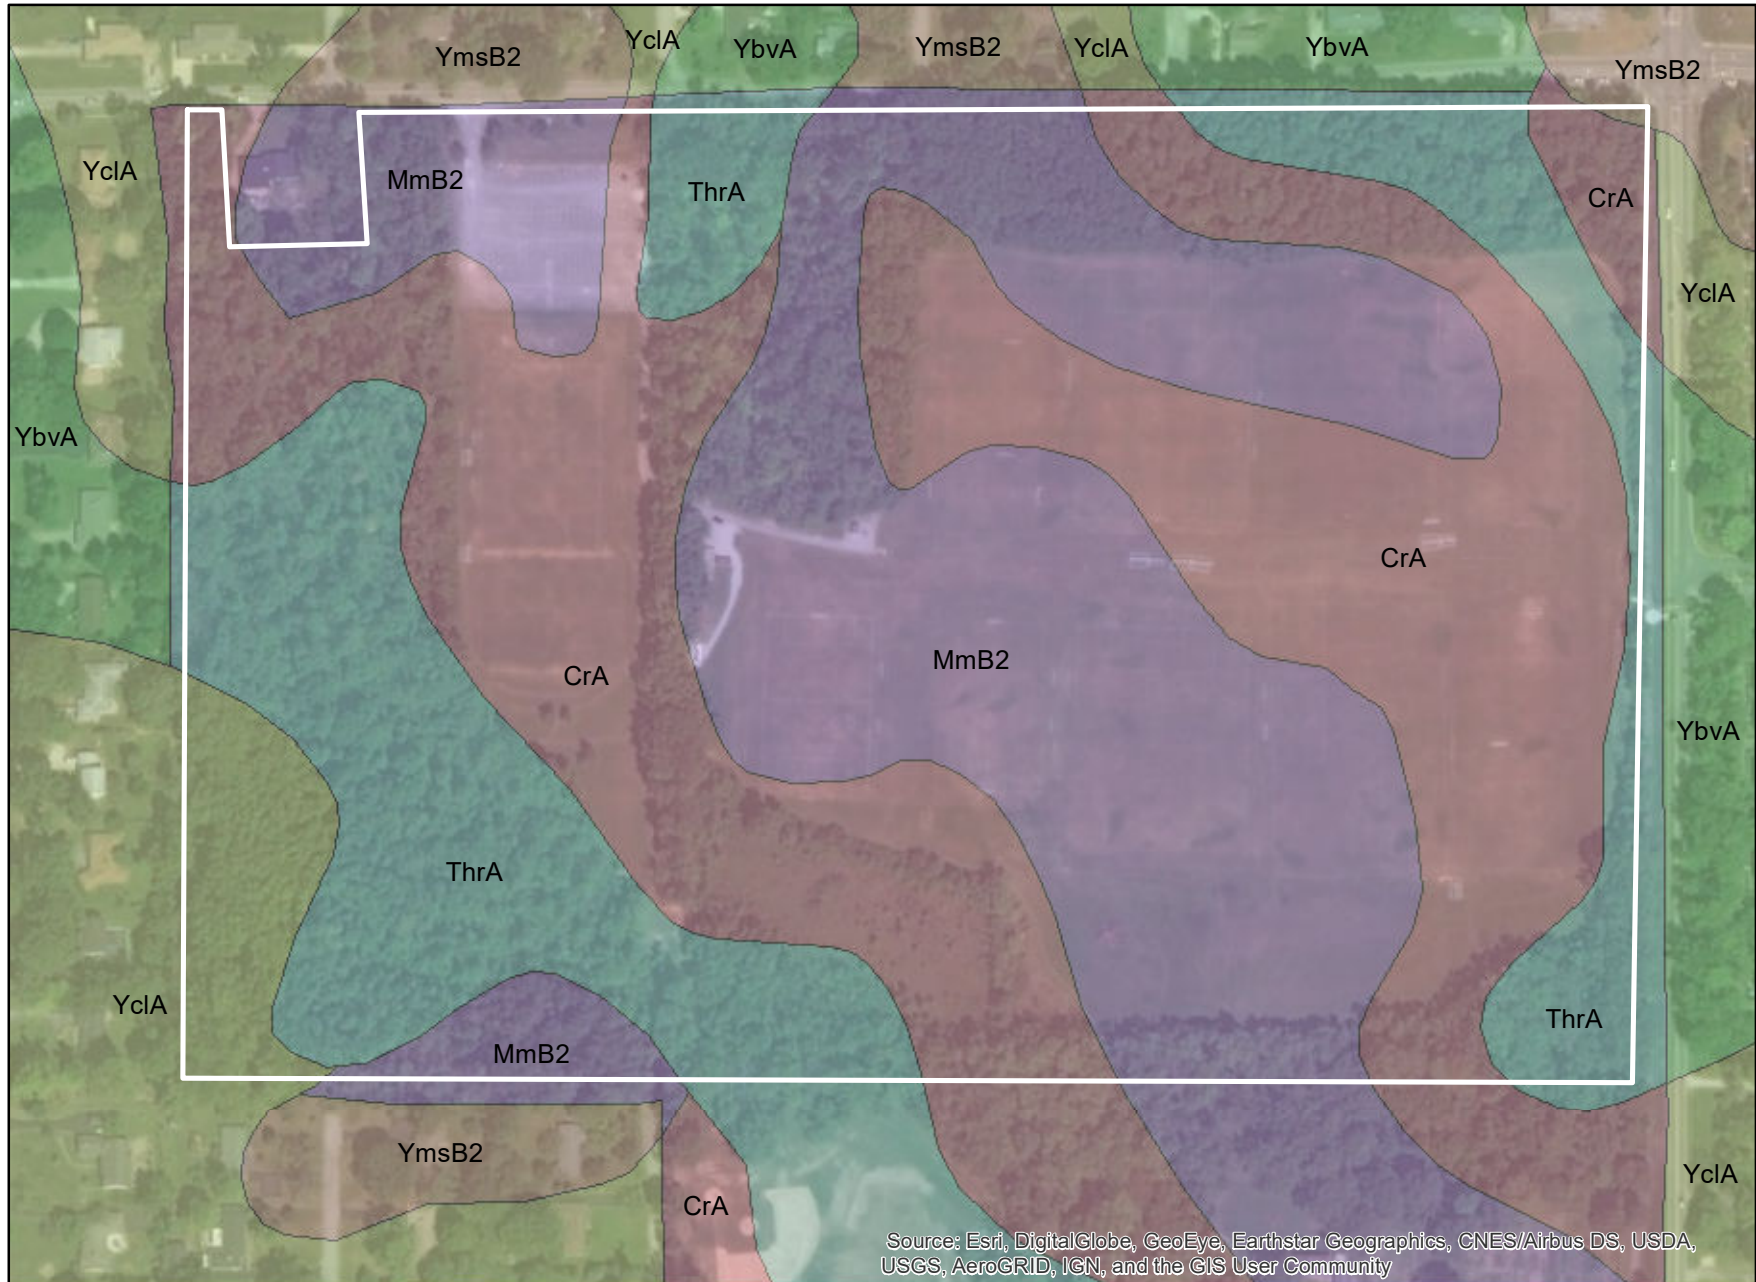 YmsB2
YclA
YbvA
YmsB2
YclA
YbvA
YmsB2
YclA
MmB2
ThrA
CrA
YclA
YbvA
CrA
MmB2
CrA
YbvA
ThrA
YclA
ThrA
MmB2
YmsB2
CrA
YclA
Source: Esri, DigitalGlobe, GeoEye, Earthstar Geographics, CNES/Airbus DS, USDA,
USGS, AeroGRID, IGN, and the GIS User Community